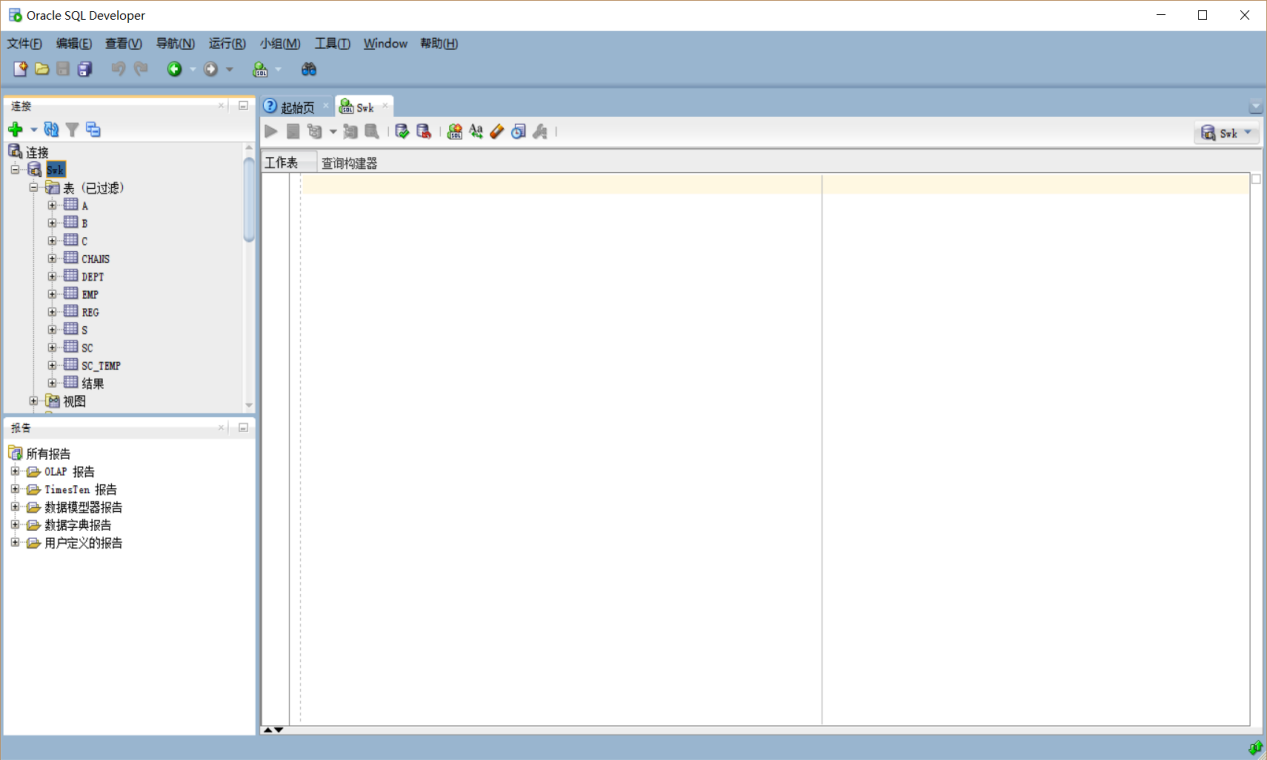 Oracle SQL Developer
文件(F) 编辑(E) 查看(V) 导航(N) 运行(R) 小组(M) 工具(T) Window 帮助(H)
连接
起始页
Swk
Swk
工作表
查询构建器
连接
Swk
表 (已过滤)
A
B
C
CHANS
DEPT
EMP
REG
S
SC
SC_TEMP
结果
视图
报告
所有报告
OLAP 报告
TimesTen 报告
数据模型器报告
数据字典报告
用户定义的报告